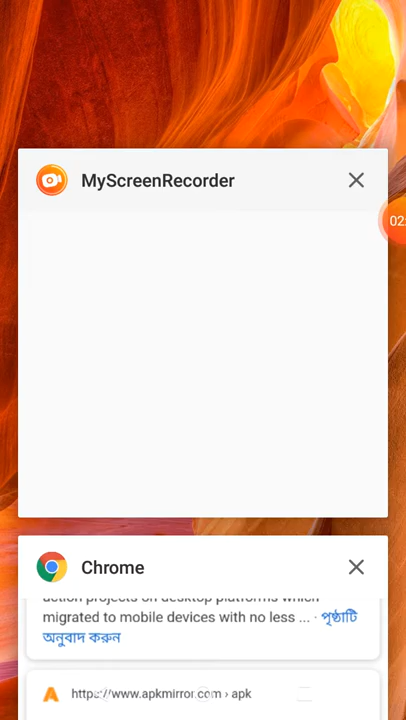 MyScreenRecorder
02
Chrome
action projects on desktop platforms which
migrated to mobile devices with no less ... · পৃষ্ঠাটি
অনুবাদ করুন
https://www.apkmirror.com › apk